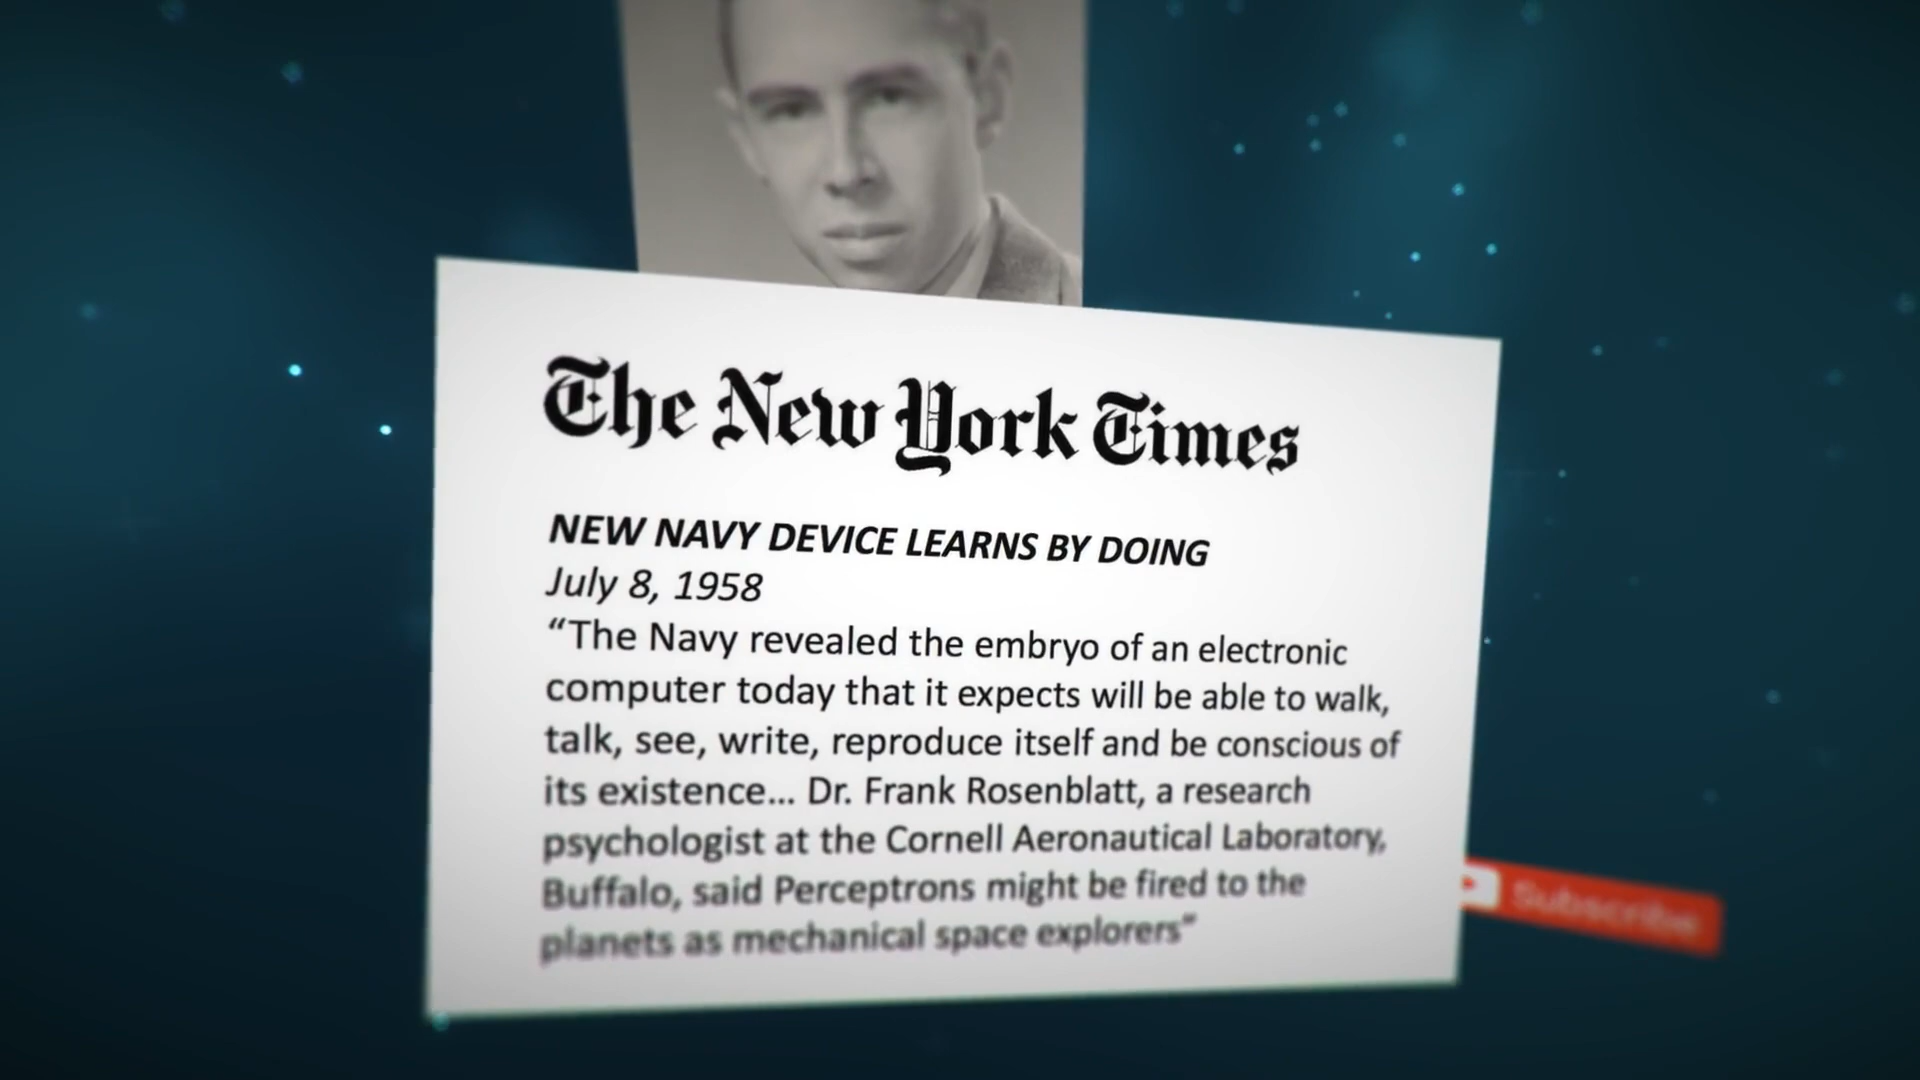 The New York Times
NEW NAVY DEVICE LEARNS BY DOING
July 8, 1958
“The Navy revealed the embryo of an electronic
computer today that it expects will be able to walk,
talk, see, write, reproduce itself and be conscious of
its existence... Dr. Frank Rosenblatt, a research
psychologist at the Cornell Aeronautical Laboratory,
Buffalo, said Perceptrons might be fired to the
planets as mechanical space explorers”
Subscribe